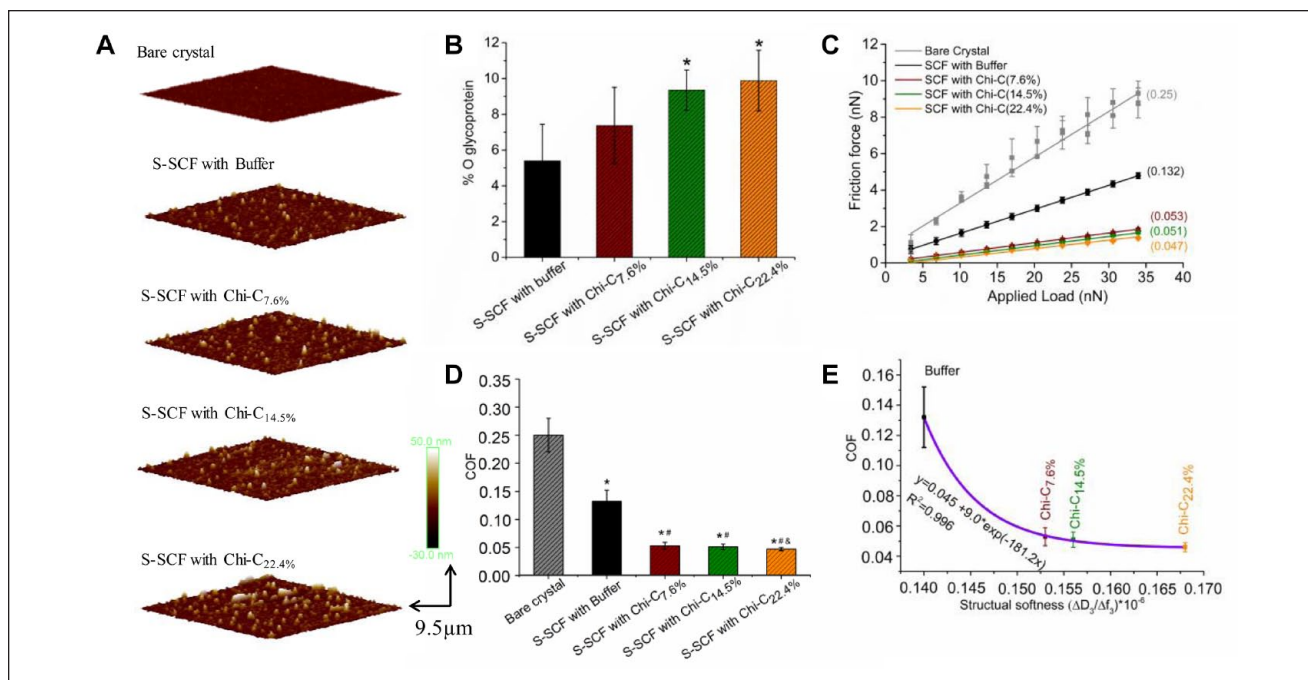 A
Bare crystal
S-SCF with Buffer
S-SCF with Chi-C7.6%
S-SCF with Chi-C14.5%
S-SCF with Chi-C22.4%
50.0 nm
-30.0 nm
9.5μm
B
12
10
8
6
4
2
0
% O glycoprotein
*
*
S-SCF with buffer
S-SCF with Chi-C7.6%
S-SCF with Chi-C14.5%
S-SCF with Chi-C22.4%
C
12
10
8
6
4
2
0
Friction force (nN)
Bare Crystal
SCF with Buffer
SCF with Chi-C(7.6%)
SCF with Chi-C(14.5%)
SCF with Chi-C(22.4%)
(0.25)
(0.132)
(0.053)
(0.051)
(0.047)
0 5 10 15 20 25 30 35 40
Applied Load (nN)
D
0.35
0.30
0.25
0.20
0.15
0.10
0.05
0.00
COF
*
*#
*#
*#&
Bare crystal
S-SCF with Buffer
S-SCF with Chi-C7.6%
S-SCF with Chi-C14.5%
S-SCF with Chi-C22.4%
E
0.16
0.14
0.12
0.10
0.08
0.06
0.04
COF
Buffer
y=0.045 +9.0*exp(-181.2x)
R²=0.996
Chi-C7.6%
Chi-C14.5%
Chi-C22.4%
0.140 0.145 0.150 0.155 0.160 0.165 0.170
Structual softness (ΔD3/Δf3)*10⁻⁶